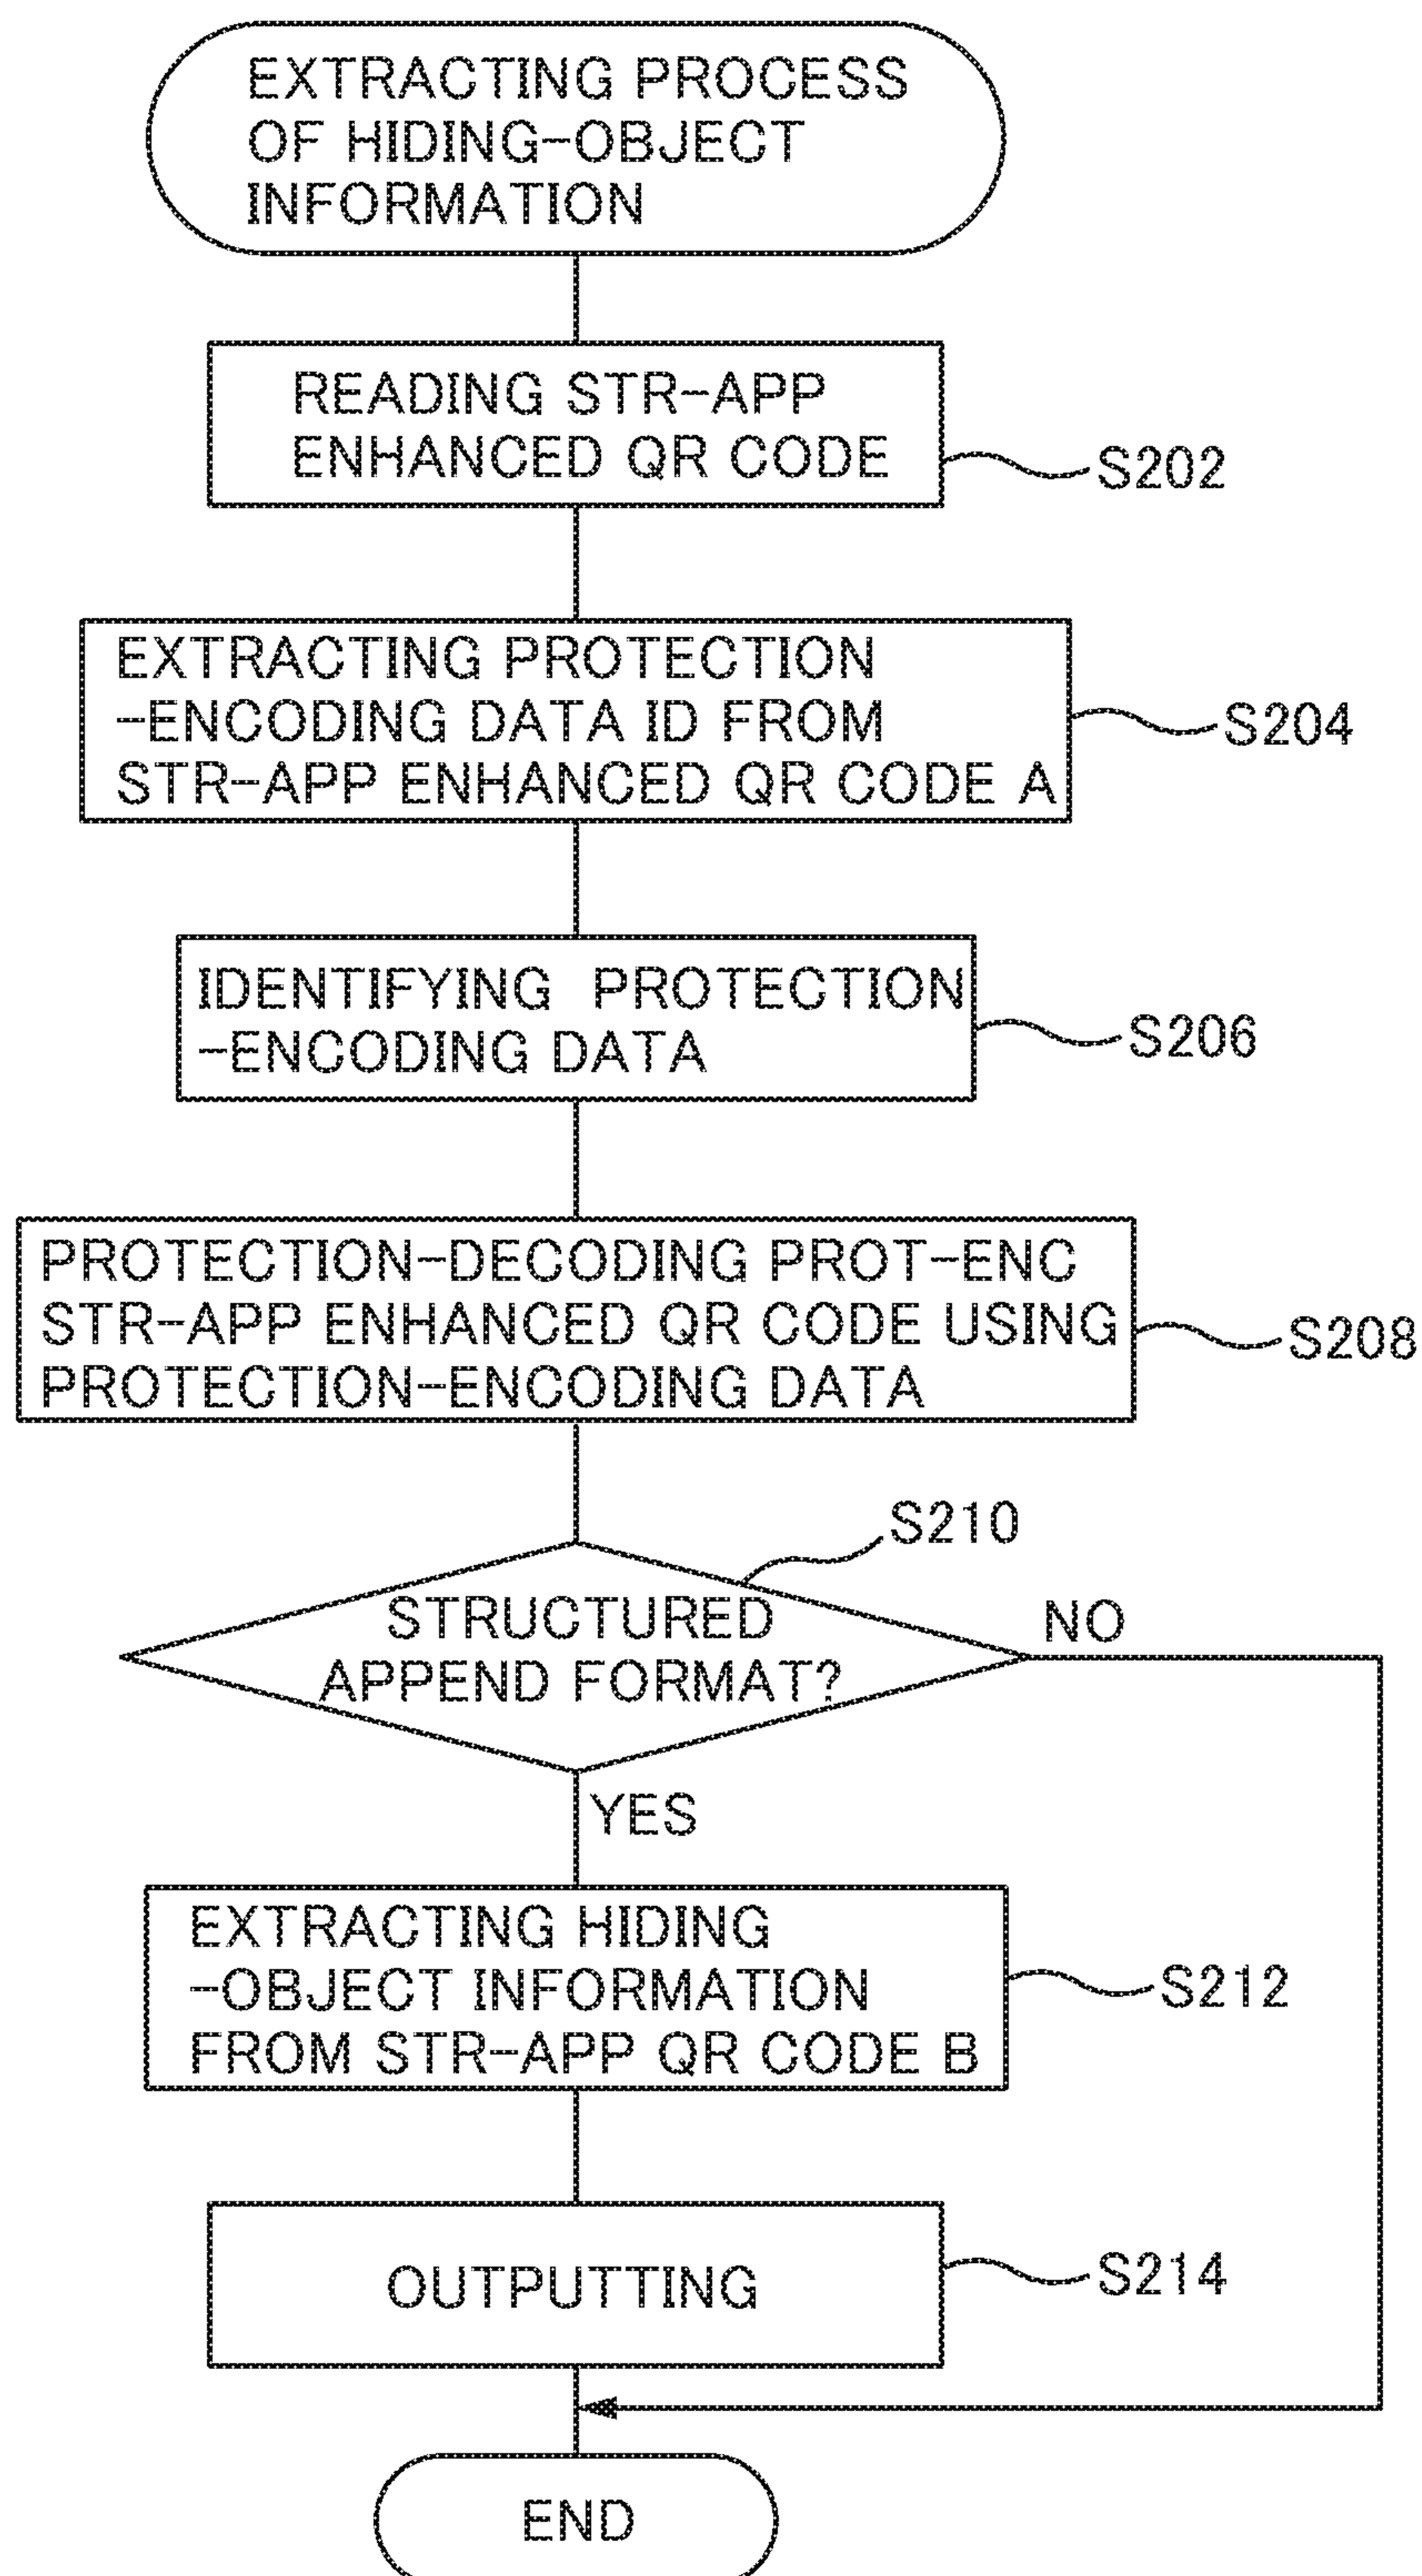 EXTRACTING PROCESS
OF HIDING-OBJECT
INFORMATION
READING STR-APP
ENHANCED QR CODE
S202
EXTRACTING PROTECTION
-ENCODING DATA ID FROM
STR-APP ENHANCED QR CODE A
S204
IDENTIFYING PROTECTION
-ENCODING DATA
S206
PROTECTION-DECODING PROT-ENC
STR-APP ENHANCED QR CODE USING
PROTECTION-ENCODING DATA
S208
S210
STRUCTURED
APPEND FORMAT?
NO
YES
EXTRACTING HIDING
-OBJECT INFORMATION
FROM STR-APP QR CODE B
S212
OUTPUTTING
S214
END